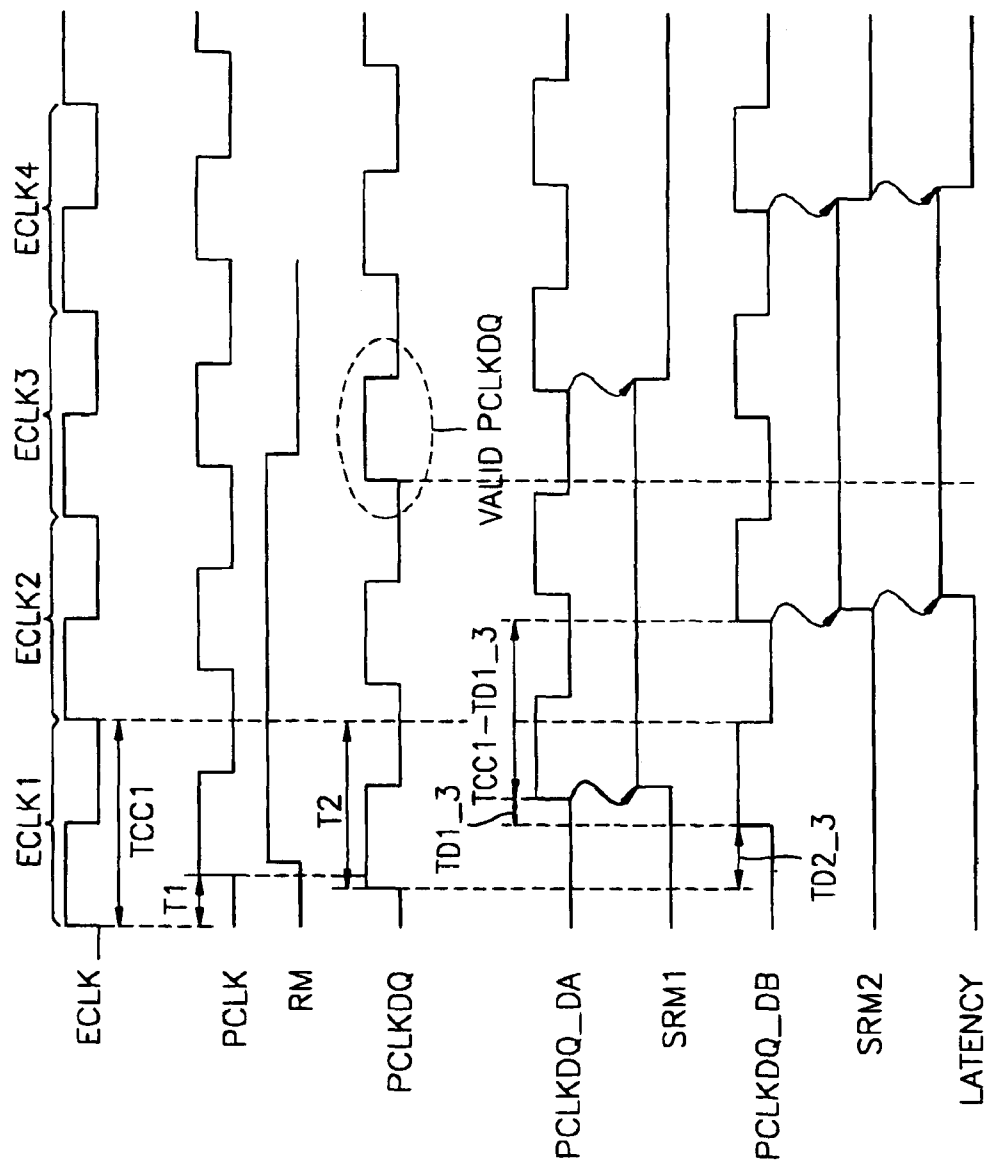 ECLK1 ECLK2 ECLK3 ECLK4
ECLK
TCC1
T1
PCLK
RM
T2
PCLKDQ
VALID PCLKDQ
TD1_3
TCC1-TD1_3
PCLKDQ_DA
SRM1
PCLKDQ_DB
TD2_3
SRM2
LATENCY